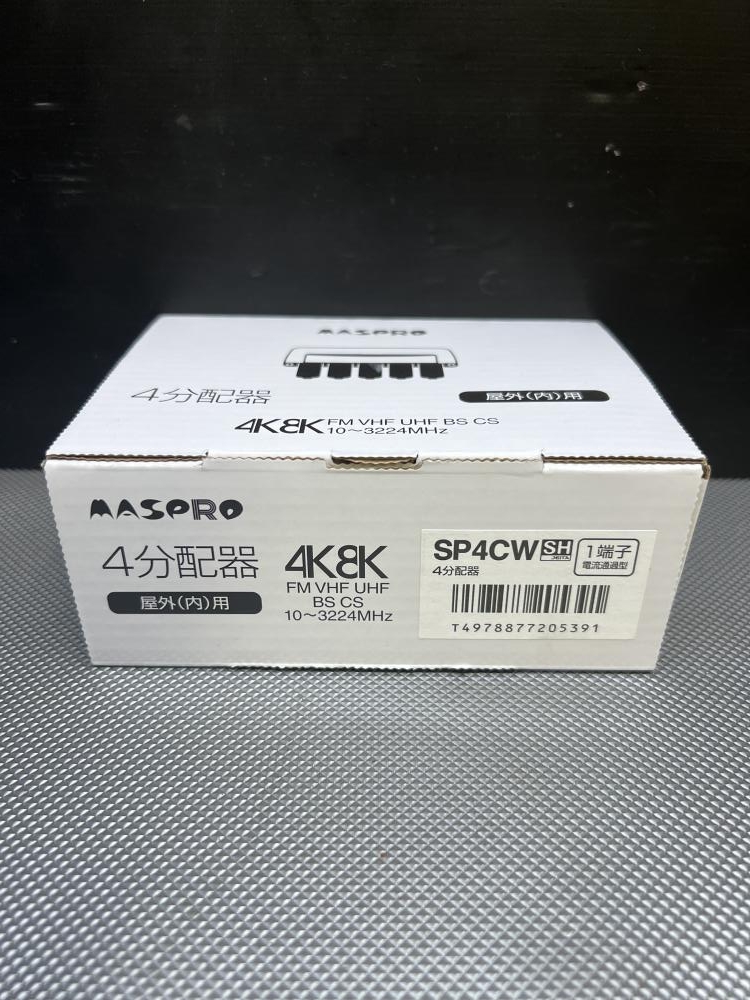 MASPRO
4分配器
屋外(内)用
4K8K FM VHF UHF BS CS
10～3224MHz
MASPRO
4分配器
屋外(内)用
4K8K
FM VHF UHF
BS CS
10～3224MHz
SP4CW SH JEITA
4分配器
1端子
電流通過型
T4978877205391